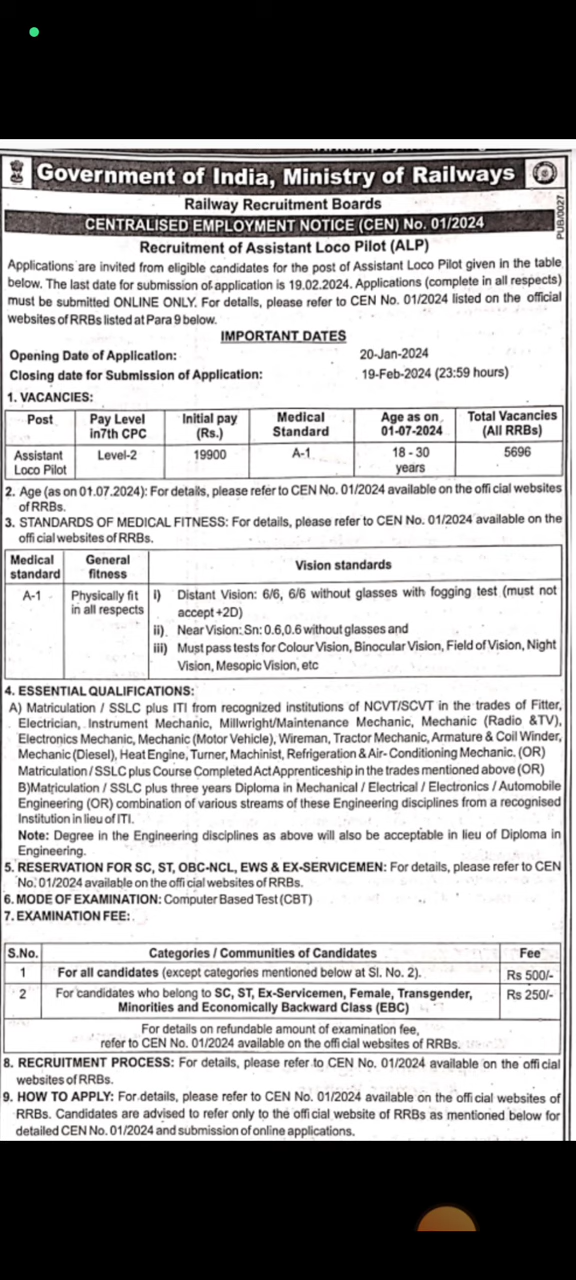 Government of India, Ministry of Railways
PUB/0027
Railway Recruitment Boards
CENTRALISED EMPLOYMENT NOTICE (CEN) No. 01/2024
Recruitment of Assistant Loco Pilot (ALP)
Applications are invited from eligible candidates for the post of Assistant Loco Pilot given in the table
below. The last date for submission of application is 19.02.2024. Applications (complete in all respects)
must be submitted ONLINE ONLY. For details, please refer to CEN No. 01/2024 listed on the official
websites of RRBs listed at Para 9 below.
IMPORTANT DATES
Opening Date of Application: 20-Jan-2024
Closing date for Submission of Application: 19-Feb-2024 (23:59 hours)
1. VACANCIES:
Post Pay Level in7th CPC Initial pay (Rs.) Medical Standard Age as on 01-07-2024 Total Vacancies (All RRBs)
Assistant Loco Pilot Level-2 19900 A-1 18 - 30 years 5696
2. Age (as on 01.07.2024): For details, please refer to CEN No. 01/2024 available on the official websites
of RRBs.
3. STANDARDS OF MEDICAL FITNESS: For details, please refer to CEN No. 01/2024 available on the
official websites of RRBs.
Medical standard General fitness Vision standards
A-1 Physically fit in all respects i) Distant Vision: 6/6, 6/6 without glasses with fogging test (must not
accept +2D)
ii) Near Vision: Sn: 0.6,0.6 without glasses and
iii) Must pass tests for Colour Vision, Binocular Vision, Field of Vision, Night
Vision, Mesopic Vision, etc
4. ESSENTIAL QUALIFICATIONS:
A) Matriculation / SSLC plus ITI from recognized institutions of NCVT/SCVT in the trades of Fitter,
Electrician, Instrument Mechanic, Millwright/Maintenance Mechanic, Mechanic (Radio &TV),
Electronics Mechanic, Mechanic (Motor Vehicle), Wireman, Tractor Mechanic, Armature & Coil Winder,
Mechanic (Diesel), Heat Engine, Turner, Machinist, Refrigeration & Air- Conditioning Mechanic. (OR)
Matriculation / SSLC plus Course Completed Act Apprenticeship in the trades mentioned above (OR)
B)Matriculation / SSLC plus three years Diploma in Mechanical / Electrical / Electronics / Automobile
Engineering (OR) combination of various streams of these Engineering disciplines from a recognised
Institution in lieu of ITI.
Note: Degree in the Engineering disciplines as above will also be acceptable in lieu of Diploma in
Engineering.
5. RESERVATION FOR SC, ST, OBC-NCL, EWS & EX-SERVICEMEN: For details, please refer to CEN
No. 01/2024 available on the official websites of RRBs.
6. MODE OF EXAMINATION: Computer Based Test (CBT)
7. EXAMINATION FEE:
S.No. Categories / Communities of Candidates Fee
1 For all candidates (except categories mentioned below at Sl. No. 2). Rs 500/-
2 For candidates who belong to SC, ST, Ex-Servicemen, Female, Transgender, Rs 250/-
Minorities and Economically Backward Class (EBC)
For details on refundable amount of examination fee,
refer to CEN No. 01/2024 available on the official websites of RRBs.
8. RECRUITMENT PROCESS: For details, please refer to CEN No. 01/2024 available on the official
websites of RRBs.
9. HOW TO APPLY: For details, please refer to CEN No. 01/2024 available on the official websites of
RRBs. Candidates are advised to refer only to the official website of RRBs as mentioned below for
detailed CEN No. 01/2024 and submission of online applications.